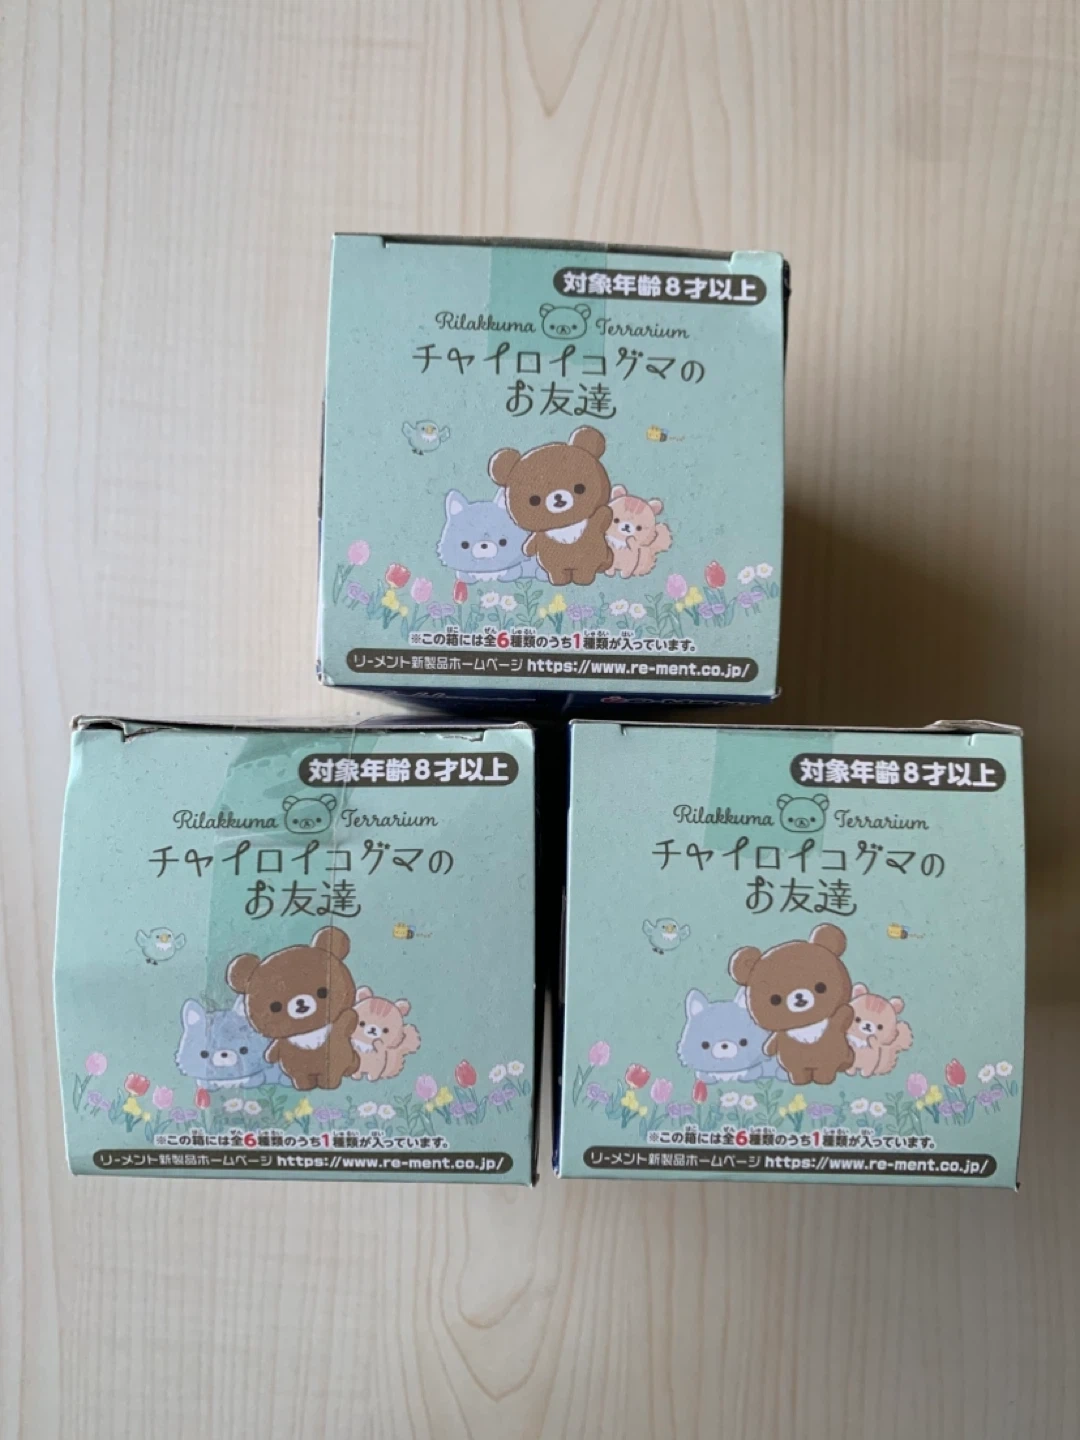 対象年齢8才以上
Rilakkuma Terrarium
チャイロイコグマの
お友達
※この箱には全6種類のうち1種類が入っています。
リーメント新製品ホームページ https://www.re-ment.co.jp/
対象年齢8才以上
Rilakkuma Terrarium
チャイロイコグマの
お友達
※この箱には全6種類のうち1種類が入っています。
リーメント新製品ホームページ https://www.re-ment.co.jp/
対象年齢8才以上
Rilakkuma Terrarium
チャイロイコグマの
お友達
※この箱には全6種類のうち1種類が入っています。
リーメント新製品ホームページ https://www.re-ment.co.jp/